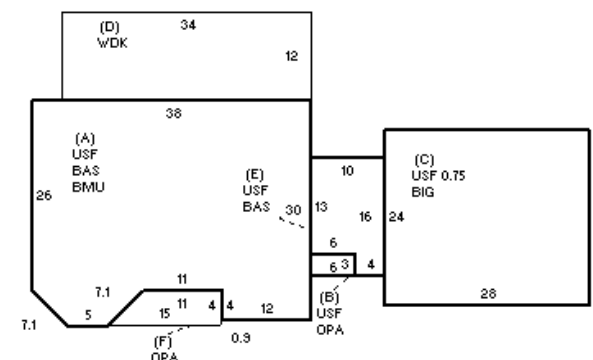 (D)
WDK
34
12
38
(A)
USF
BAS
BMU
26
(E)
USF
BAS
30
13
10
16
(C)
USF 0.75
BIG
24
6
6
3
4
28
(B)
USF
OPA
11
11
7.1
15
4
4
12
5
7.1
0.9
(F)
OPA